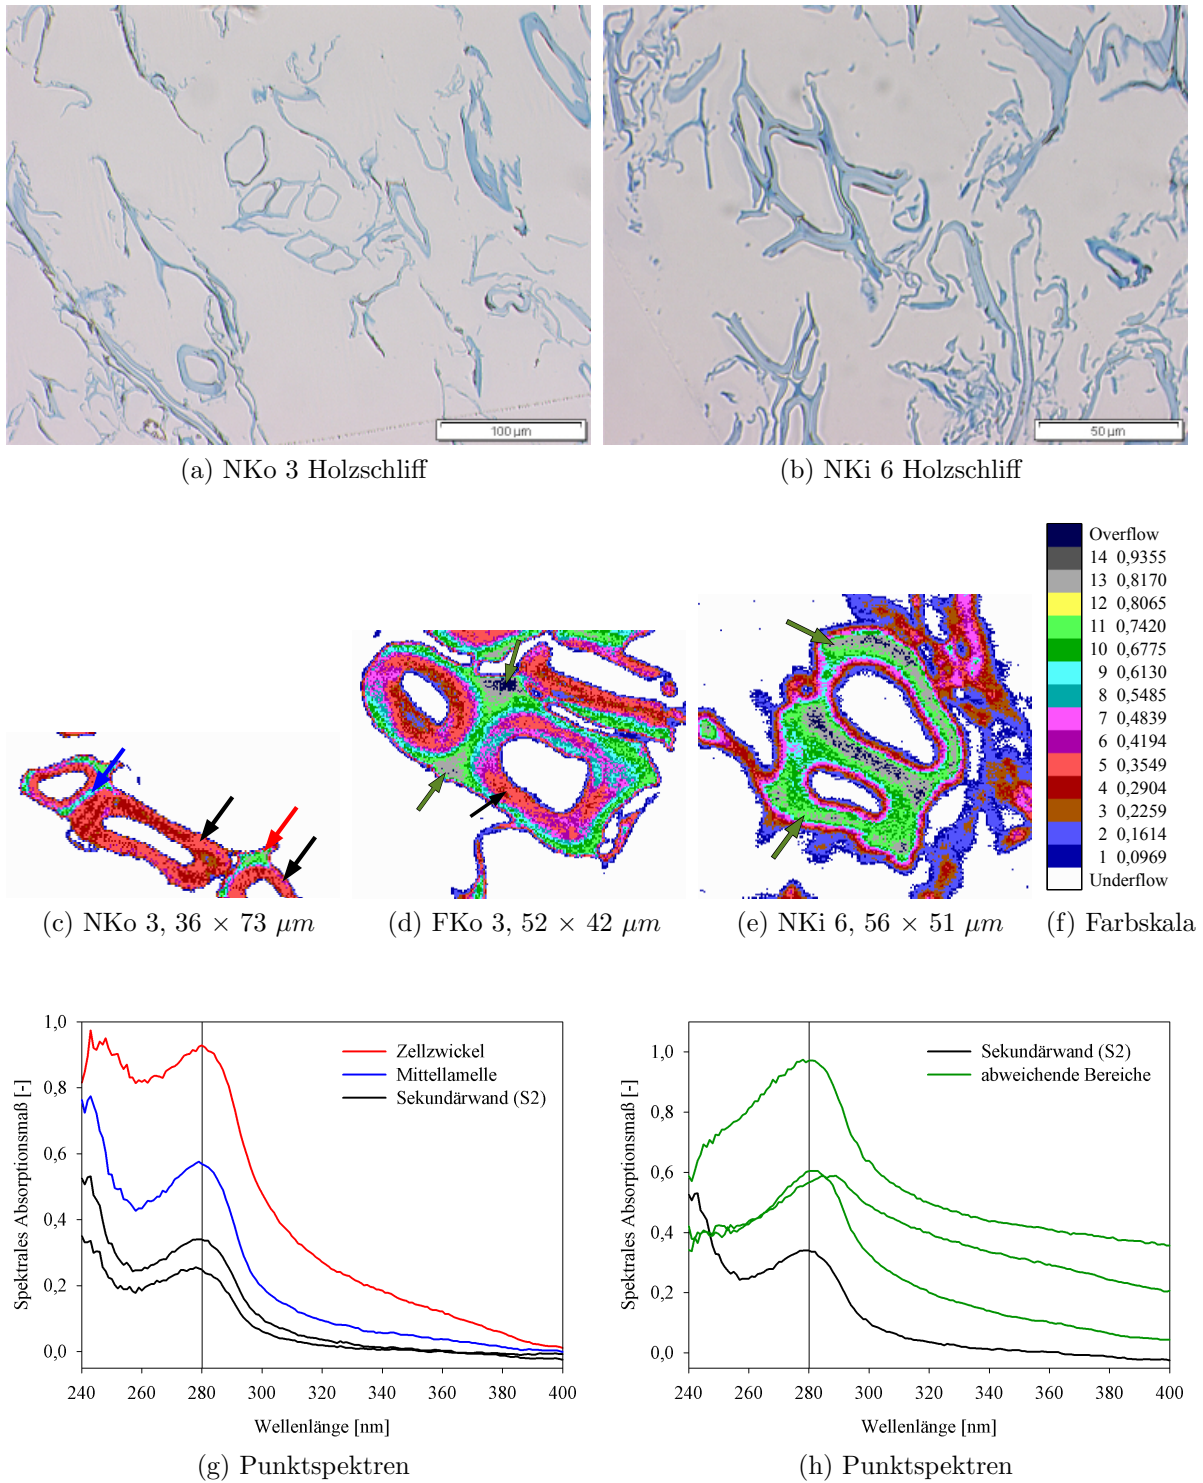 100 µm
50 µm
(a) NKo 3 Holzschliff
(b) NKi 6 Holzschliff
Overflow
14 0,9355
13 0,8170
12 0,8065
11 0,7420
10 0,6775
9 0,6130
8 0,5485
7 0,4839
6 0,4194
5 0,3549
4 0,2904
3 0,2259
2 0,1614
1 0,0969
Underflow
(c) NKo 3, 36 × 73 µm
(d) FKo 3, 52 × 42 µm
(e) NKi 6, 56 × 51 µm
(f) Farbskala
Spektrales Absorptionsmaß [-]
1,0
0,8
0,6
0,4
0,2
0,0
Zellzwickel
Mittellamelle
Sekundärwand (S2)
240 260 280 300 320 340 360 380 400
Wellenlänge [nm]
(g) Punktspektren
Spektrales Absorptionsmaß [-]
1,0
0,8
0,6
0,4
0,2
0,0
Sekundärwand (S2)
abweichende Bereiche
240 260 280 300 320 340 360 380 400
Wellenlänge [nm]
(h) Punktspektren